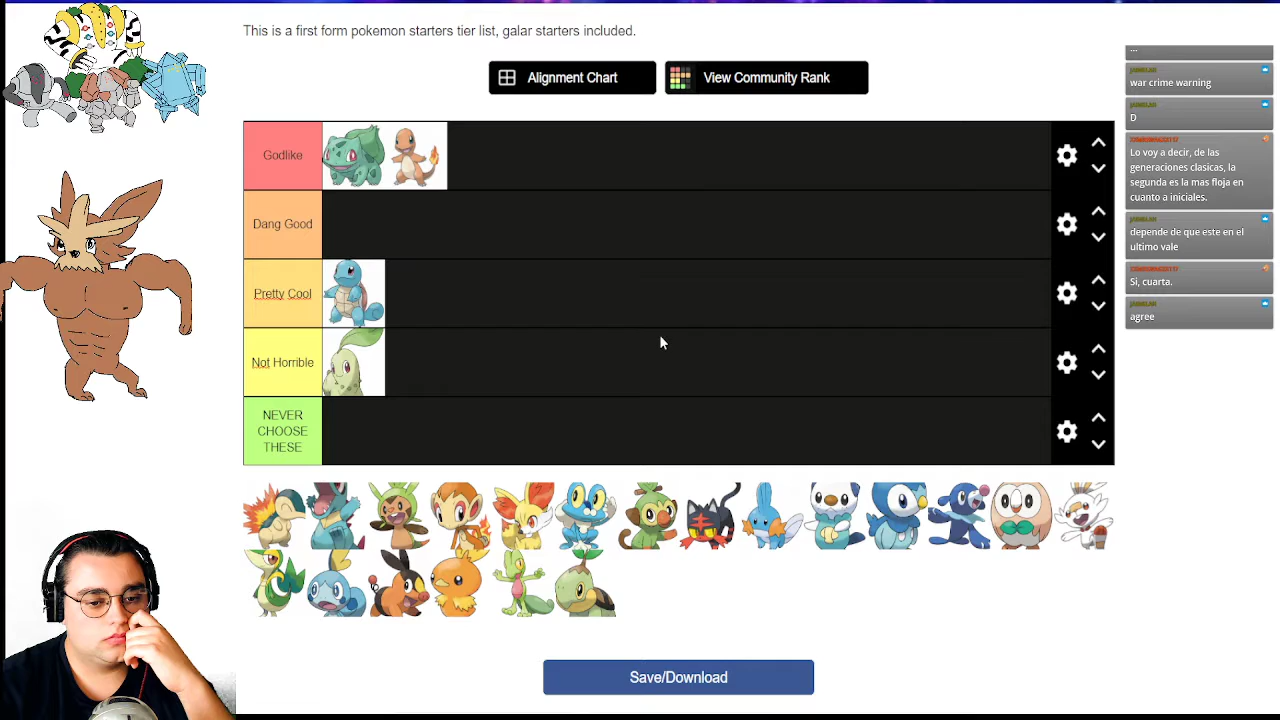 This is a first form pokemon starters tier list, galar starters included.
Alignment Chart
View Community Rank
Godlike
Dang Good
Pretty Cool
Not Horrible
NEVER
CHOOSE
THESE
Save/Download
...
war crime warning
D
Lo voy a decir, de las
generaciones clasicas, la
segunda es la mas floja en
cuanto a iniciales.
depende de que este en el
ultimo vale
Si, cuarta.
agree